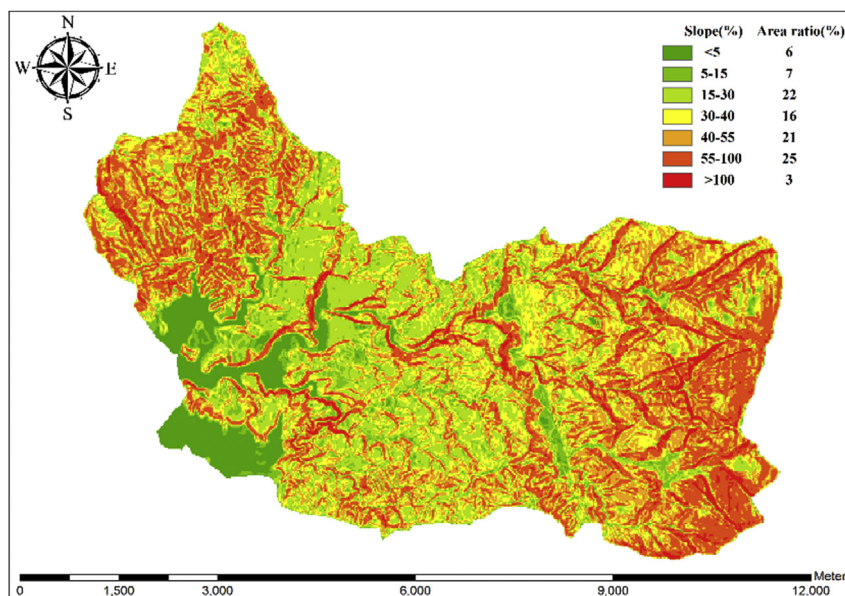 N
W E
S
Slope(%) Area ratio(%)
<5 6
5-15 7
15-30 22
30-40 16
40-55 21
55-100 25
>100 3
Meter
0 1,500 3,000 6,000 9,000 12,000